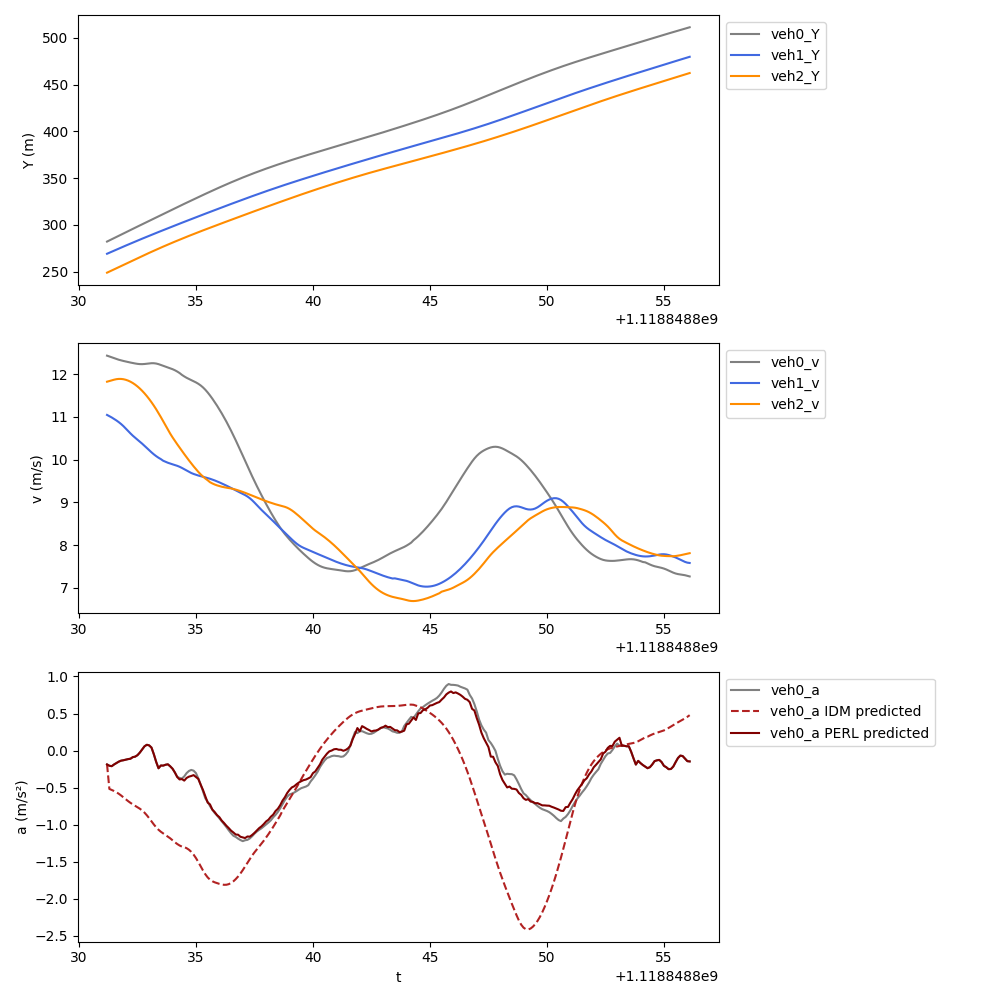 500
450
400
350
300
250
Y (m)
30 35 40 45 50 55
+1.1188488e9
veh0_Y
veh1_Y
veh2_Y
12
11
10
9
8
7
v (m/s)
30 35 40 45 50 55
+1.1188488e9
veh0_v
veh1_v
veh2_v
1.0
0.5
0.0
−0.5
−1.0
−1.5
−2.0
−2.5
a (m/s²)
30 35 40 45 50 55
t
+1.1188488e9
veh0_a
veh0_a IDM predicted
veh0_a PERL predicted